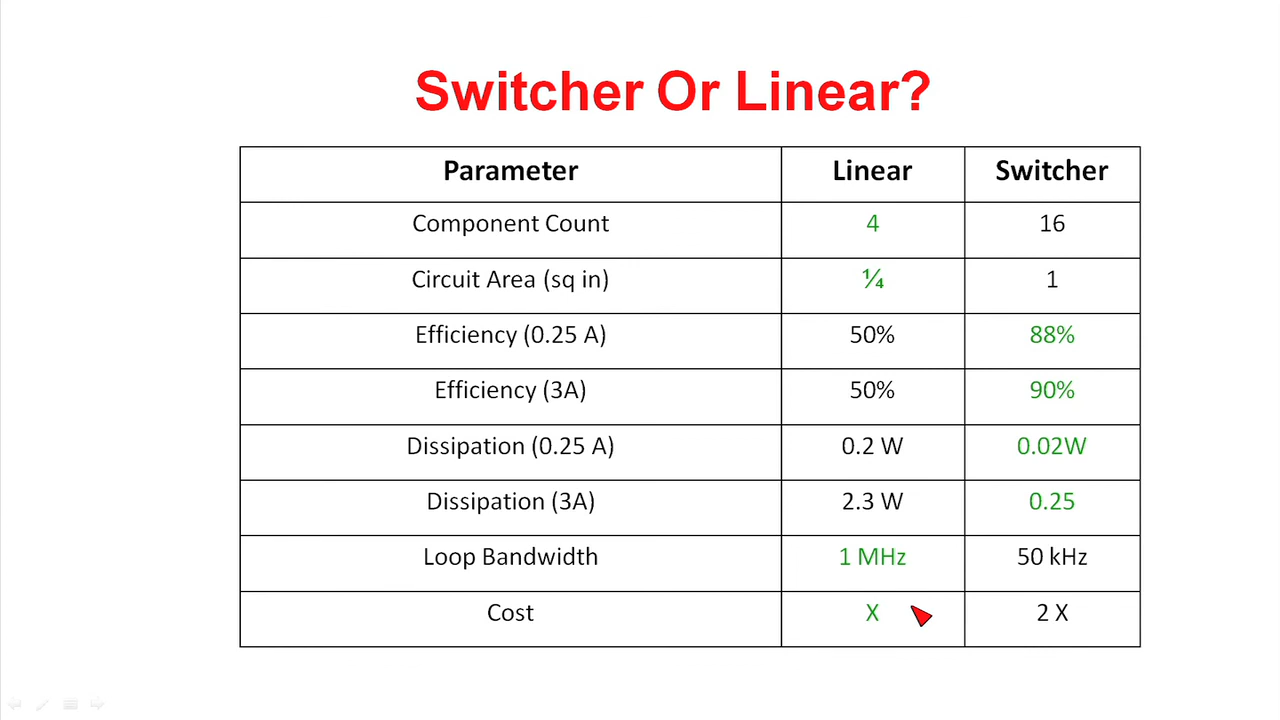 Switcher Or Linear?
Parameter Linear Switcher
Component Count 4 16
Circuit Area (sq in) ¼ 1
Efficiency (0.25 A) 50% 88%
Efficiency (3A) 50% 90%
Dissipation (0.25 A) 0.2 W 0.02W
Dissipation (3A) 2.3 W 0.25
Loop Bandwidth 1 MHz 50 kHz
Cost X 2 X